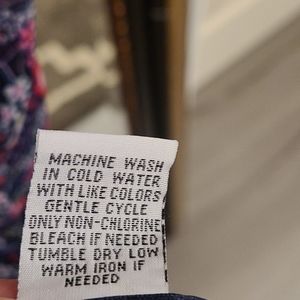 MACHINE WASH
IN COLD WATER
WITH LIKE COLORS
GENTLE CYCLE
ONLY NON-CHLORINE
BLEACH IF NEEDED
TUMBLE DRY LOW
WARM IRON IF
NEEDED